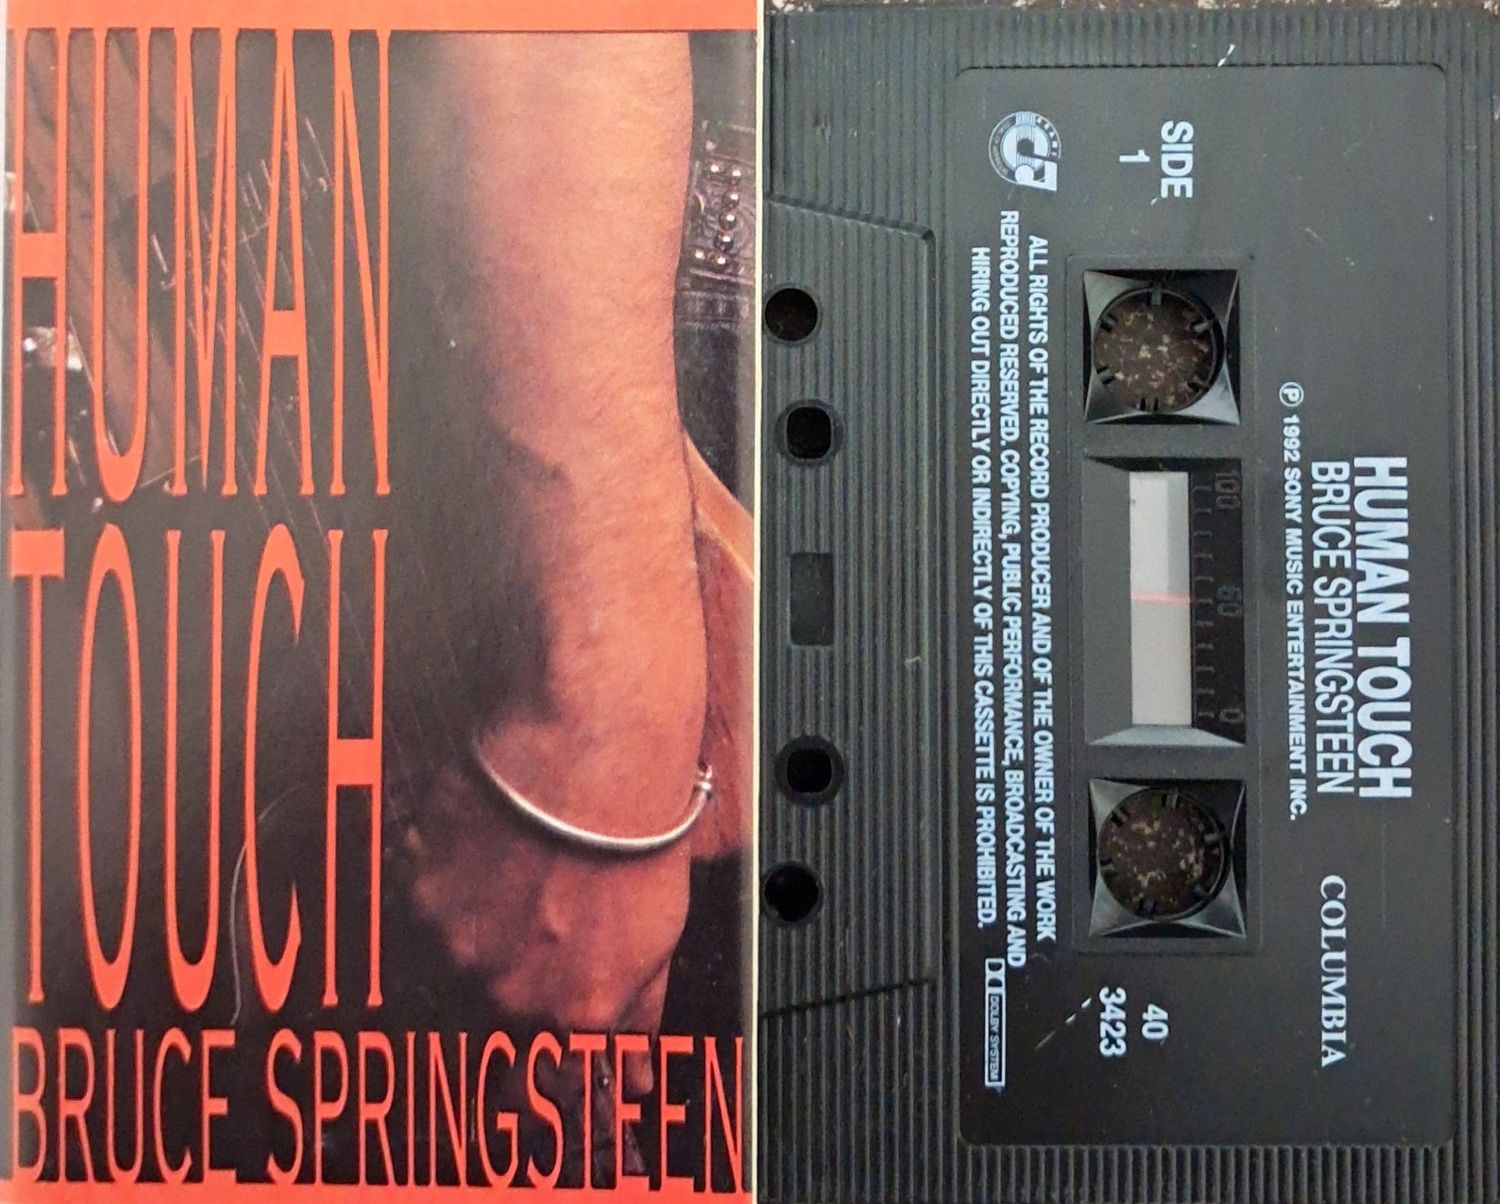 HUMAN
TOUCH
BRUCE SPRINGSTEEN
HUMAN TOUCH
BRUCE SPRINGSTEEN
℗ 1992 SONY MUSIC ENTERTAINMENT INC.
COLUMBIA
SIDE
1
100 50 0
40
3423
ALL RIGHTS OF THE RECORD PRODUCER AND OF THE OWNER OF THE WORK
REPRODUCED RESERVED. COPYING, PUBLIC PERFORMANCE, BROADCASTING AND
HIRING OUT DIRECTLY OR INDIRECTLY OF THIS CASSETTE IS PROHIBITED.
DOLBY SYSTEM